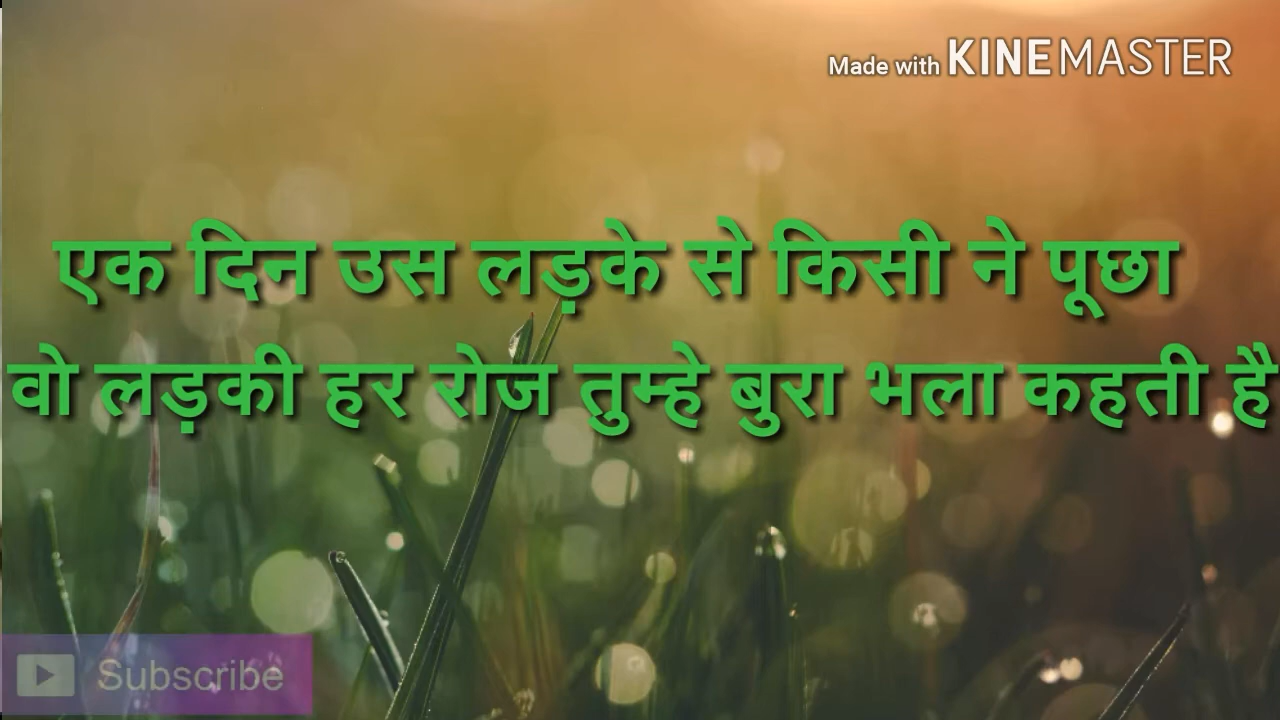 Made with KINEMASTER
एक दिन उस लड़के से किसी ने पूछा
वो लड़की हर रोज तुम्हे बुरा भला कहती है
Subscribe